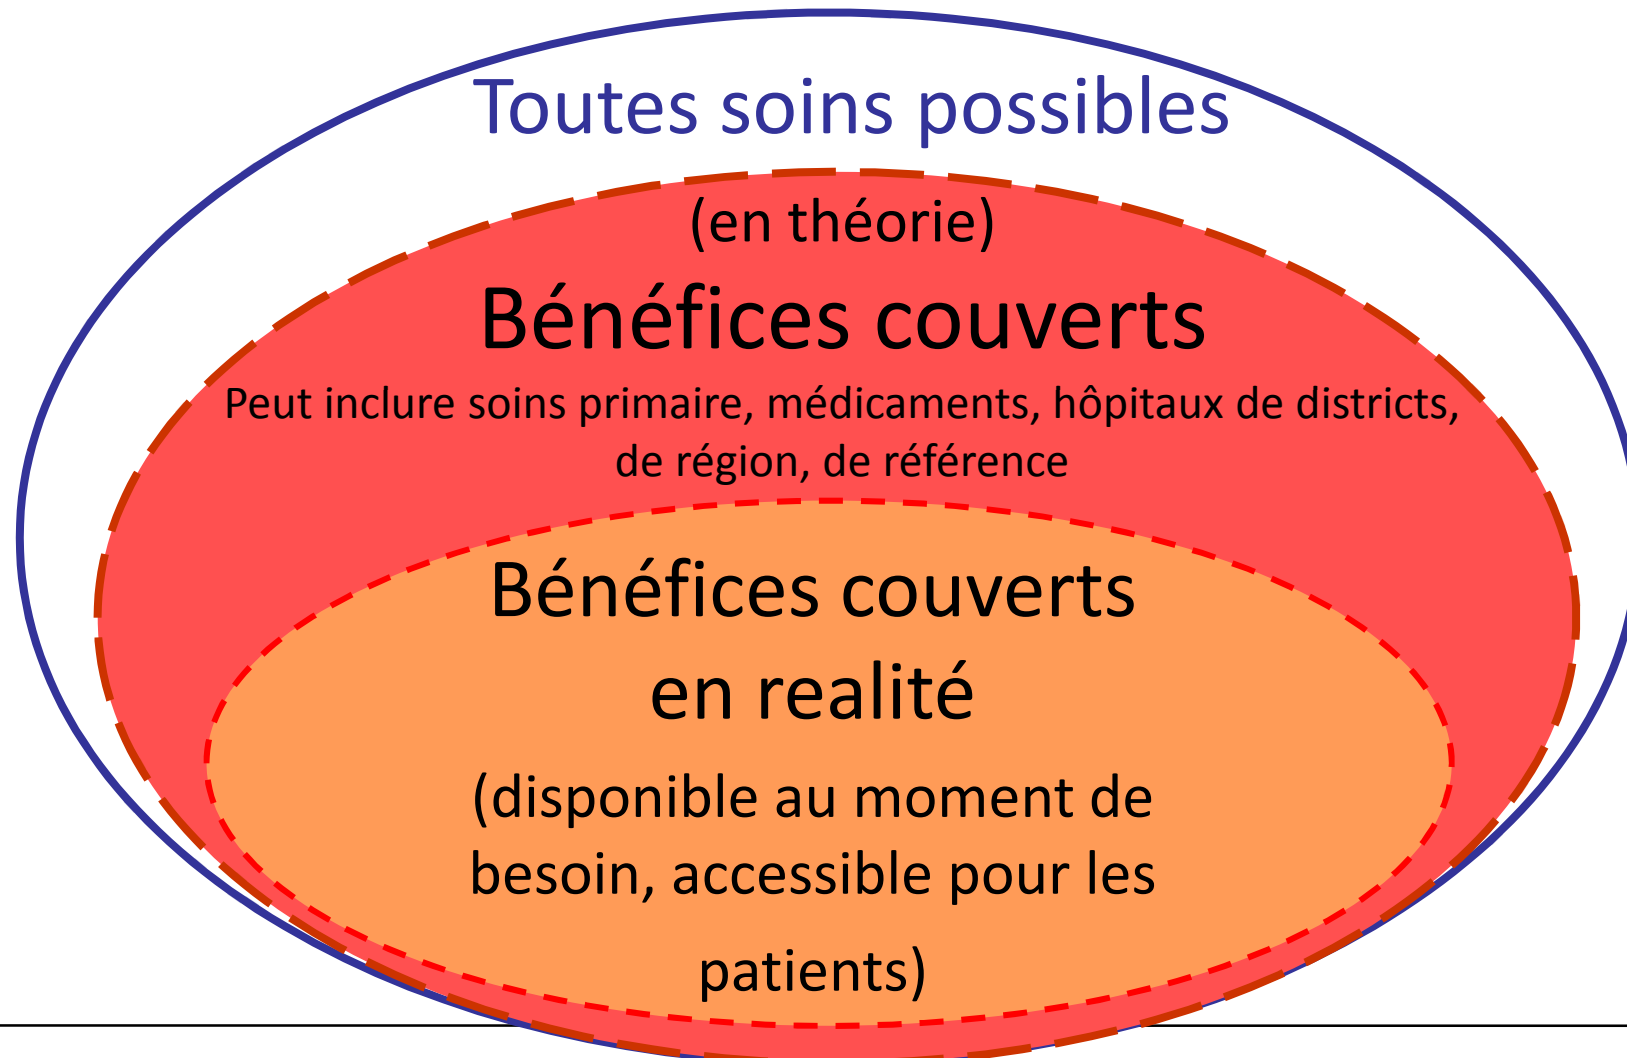 Toutes soins possibles
(en théorie)
Bénéfices couverts
Peut inclure soins primaire, médicaments, hôpitaux de districts,
de région, de référence
Bénéfices couverts
en realité
(disponible au moment de
besoin, accessible pour les
patients)